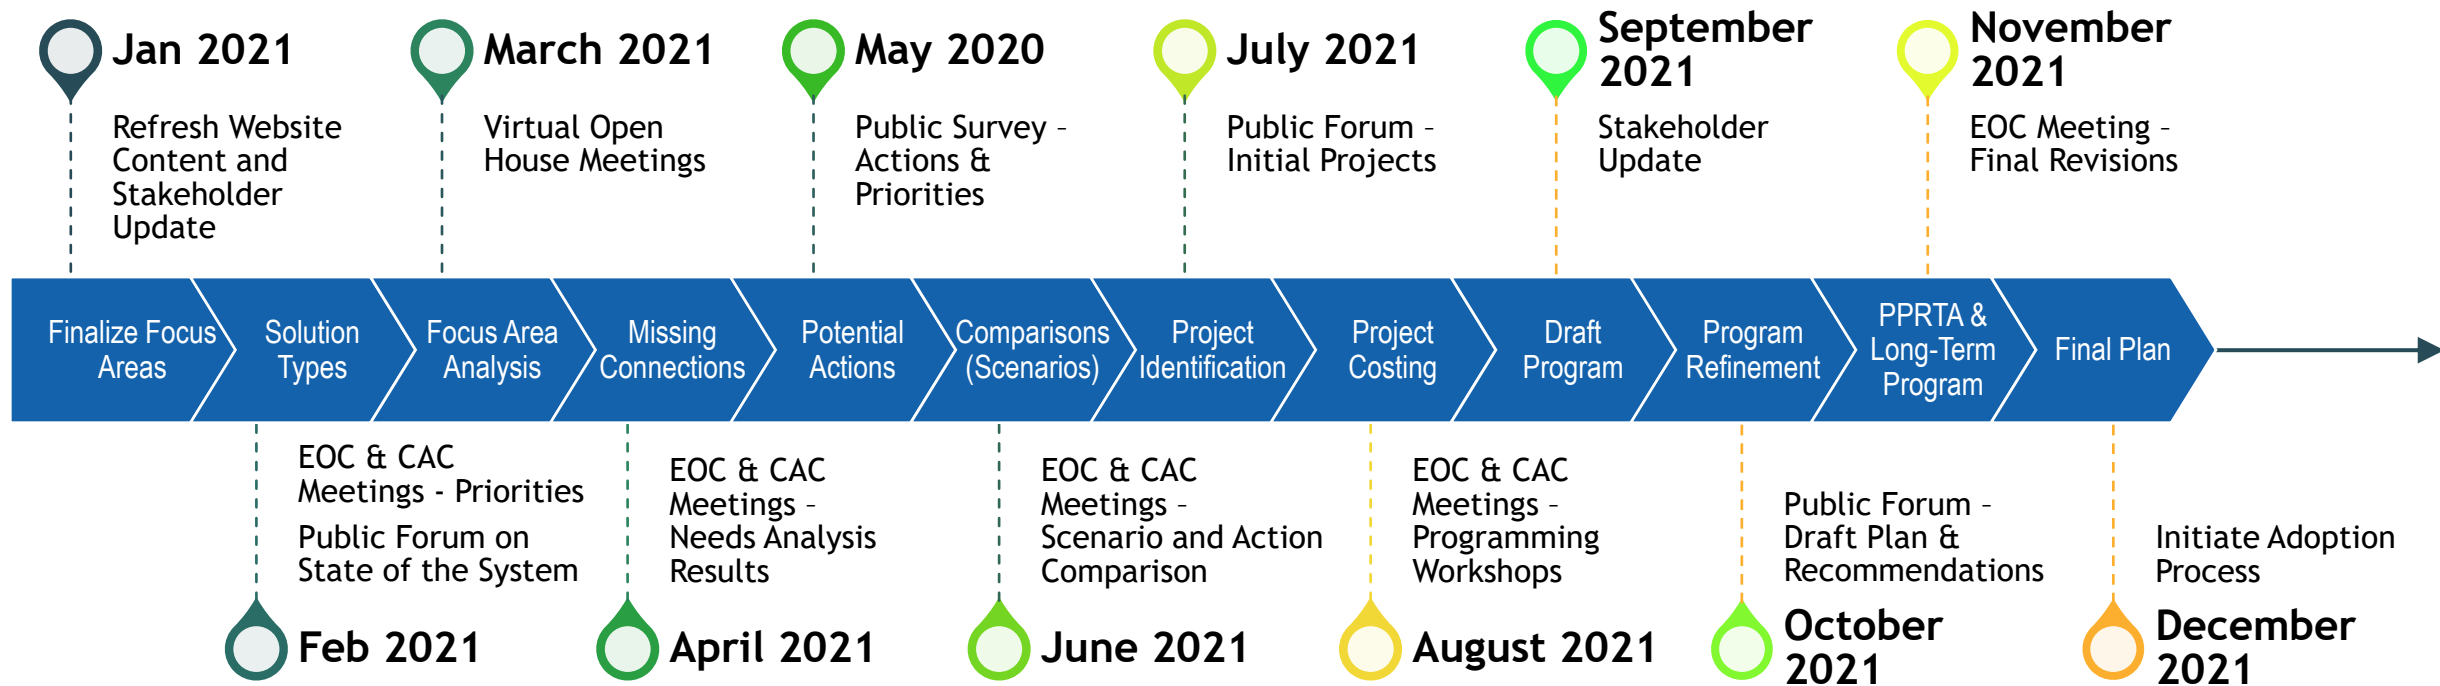 Jan 2021
Refresh Website
Content and
Stakeholder
Update
March 2021
Virtual Open
House Meetings
May 2020
Public Survey –
Actions &
Priorities
July 2021
Public Forum –
Initial Projects
September
2021
Stakeholder
Update
November
2021
EOC Meeting –
Final Revisions
Finalize Focus
Areas
Solution
Types
Focus Area
Analysis
Missing
Connections
Potential
Actions
Comparisons
(Scenarios)
Project
Identification
Project
Costing
Draft
Program
Program
Refinement
PPRTA &
Long-Term
Program
Final Plan
EOC & CAC
Meetings - Priorities
Public Forum on
State of the System
Feb 2021
EOC & CAC
Meetings –
Needs Analysis
Results
April 2021
EOC & CAC
Meetings –
Scenario and Action
Comparison
June 2021
EOC & CAC
Meetings –
Programming
Workshops
August 2021
Public Forum –
Draft Plan &
Recommendations
October
2021
Initiate Adoption
Process
December
2021